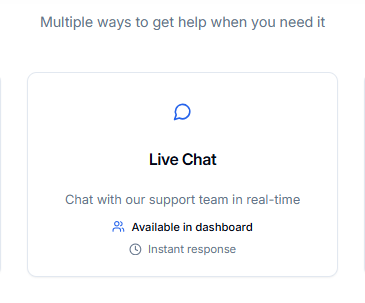 Multiple ways to get help when you need it
Live Chat
Chat with our support team in real-time
Available in dashboard
Instant response